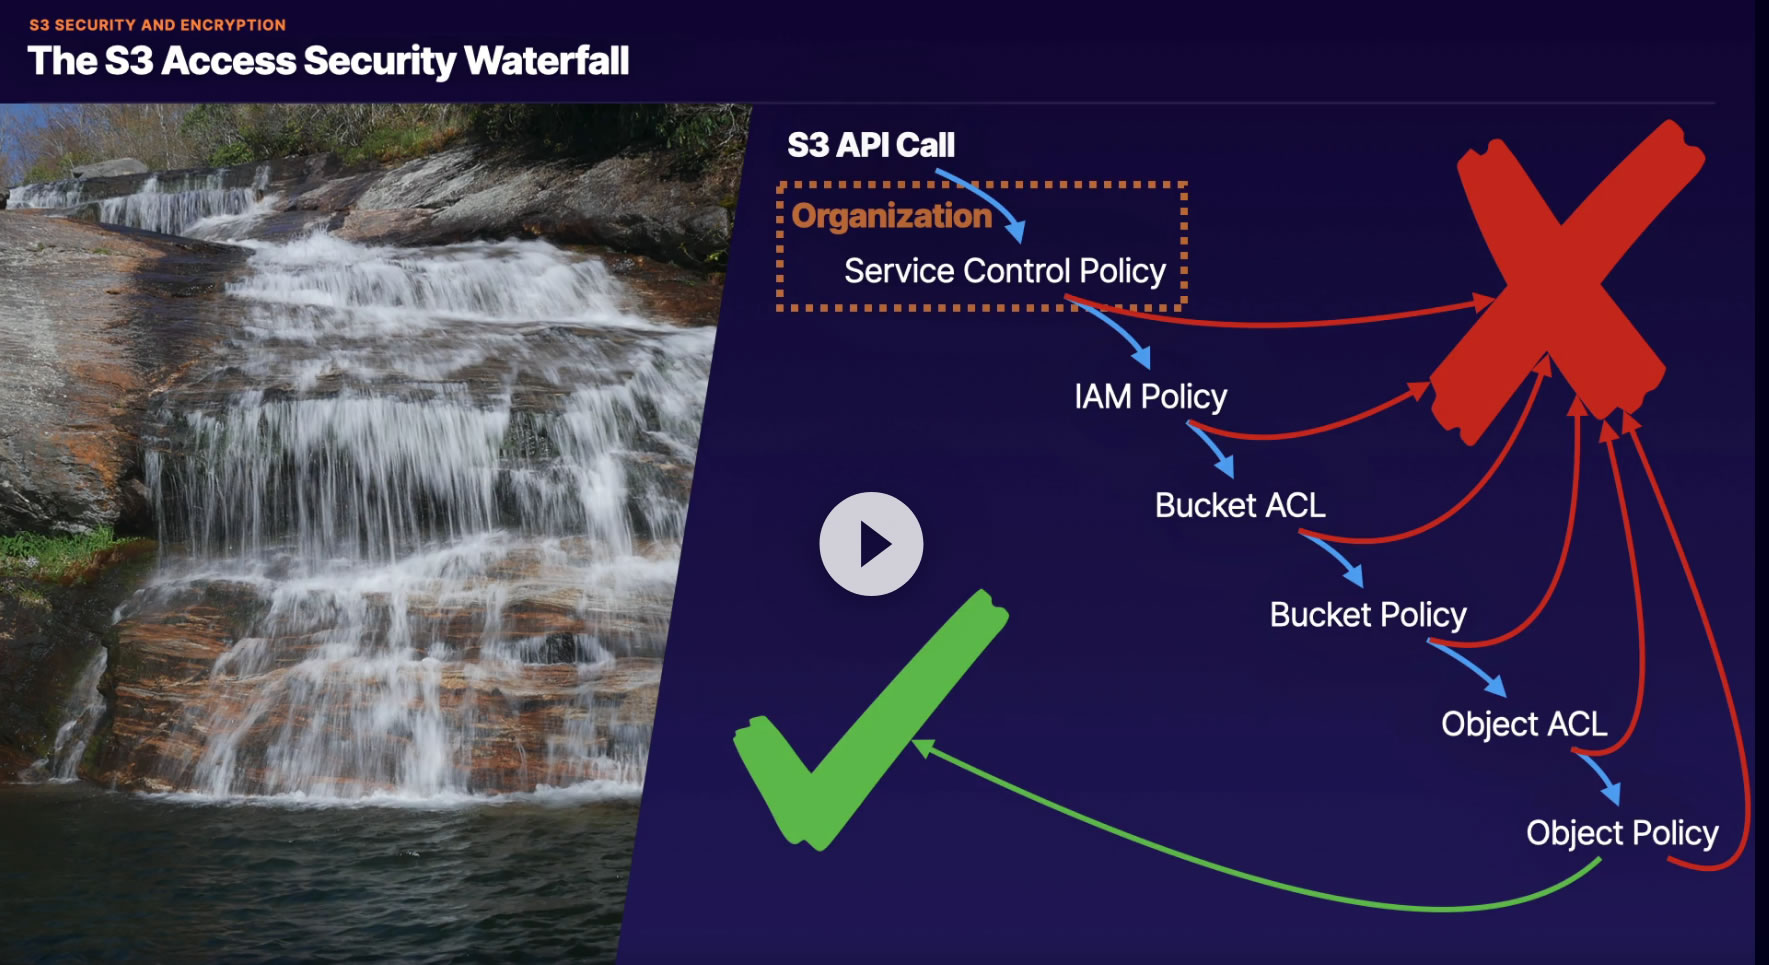 S3 SECURITY AND ENCRYPTION
The S3 Access Security Waterfall
S3 API Call
Organization
Service Control Policy
IAM Policy
Bucket ACL
Bucket Policy
Object ACL
Object Policy